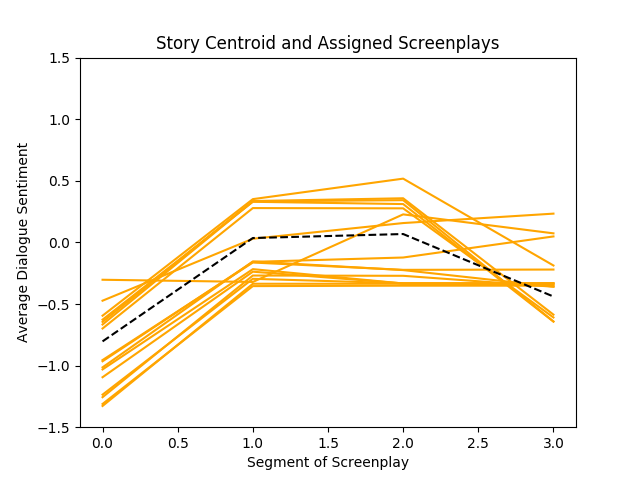 Story Centroid and Assigned Screenplays
Average Dialogue Sentiment
1.5
1.0
0.5
0.0
−0.5
−1.0
−1.5
0.0 0.5 1.0 1.5 2.0 2.5 3.0
Segment of Screenplay